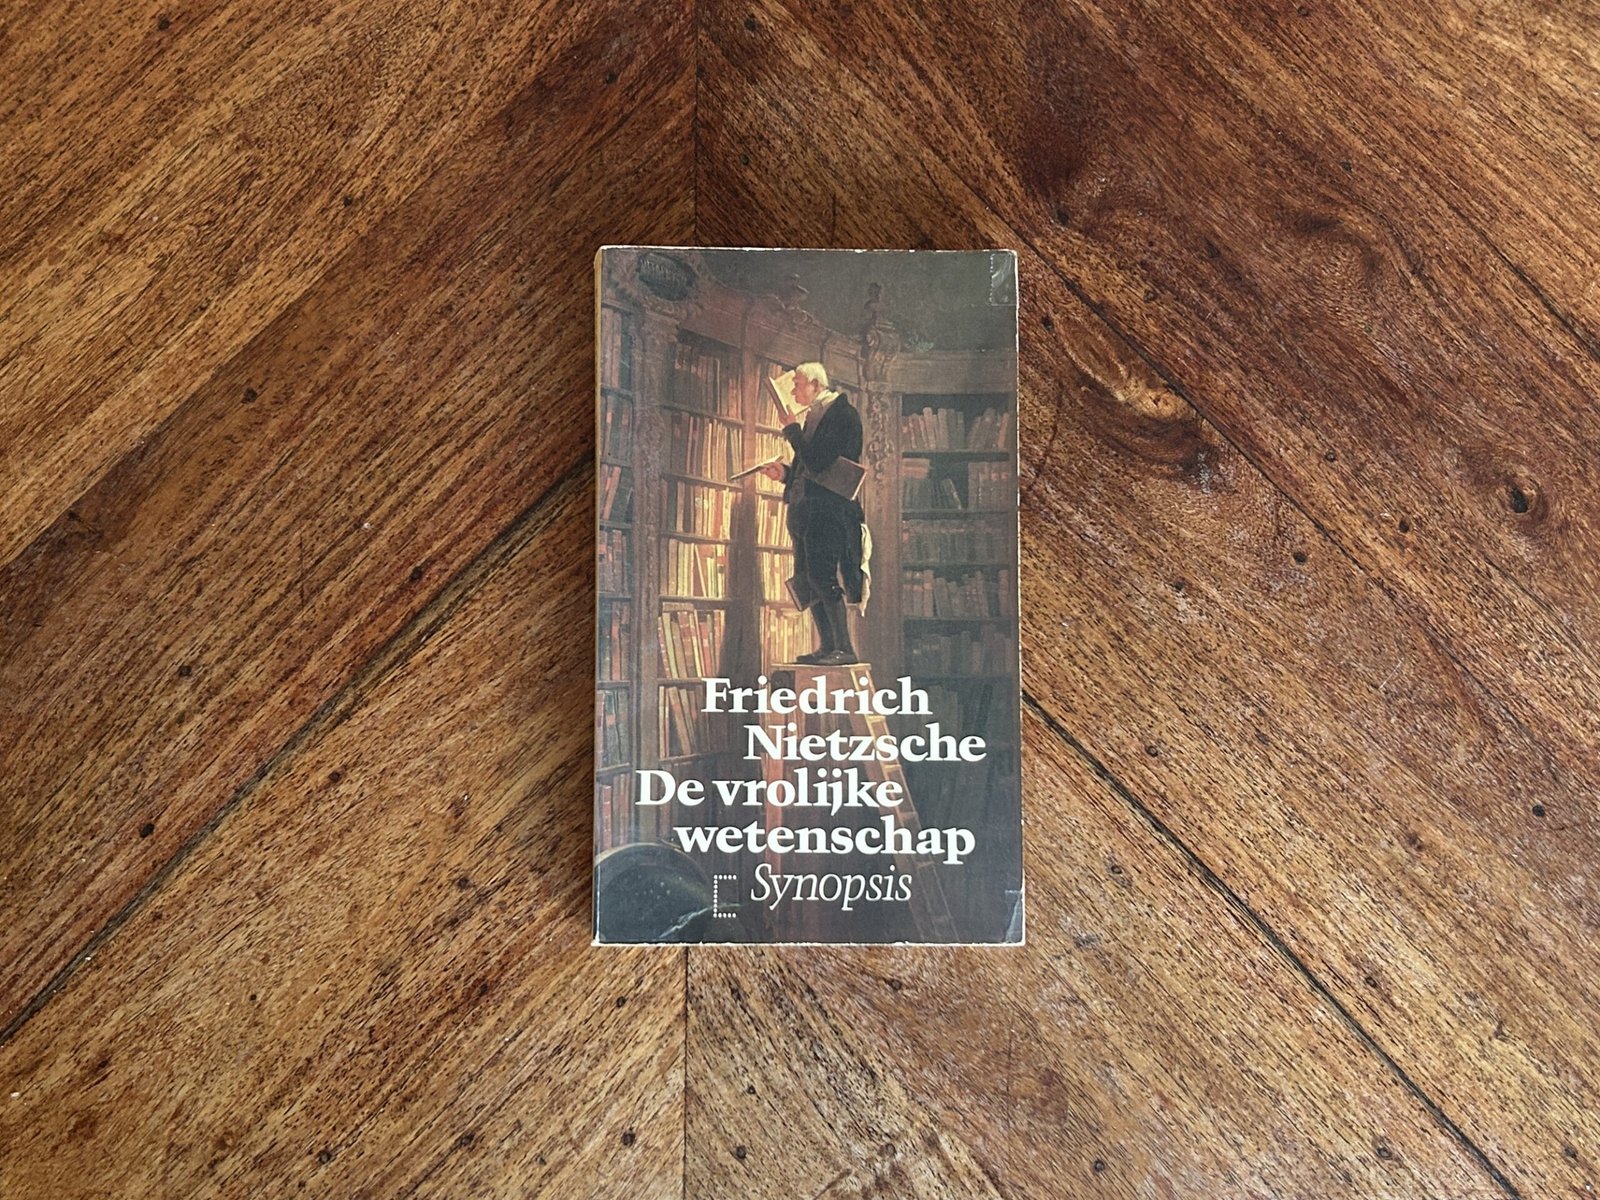 Friedrich
Nietzsche
De vrolijke
wetenschap
Synopsis